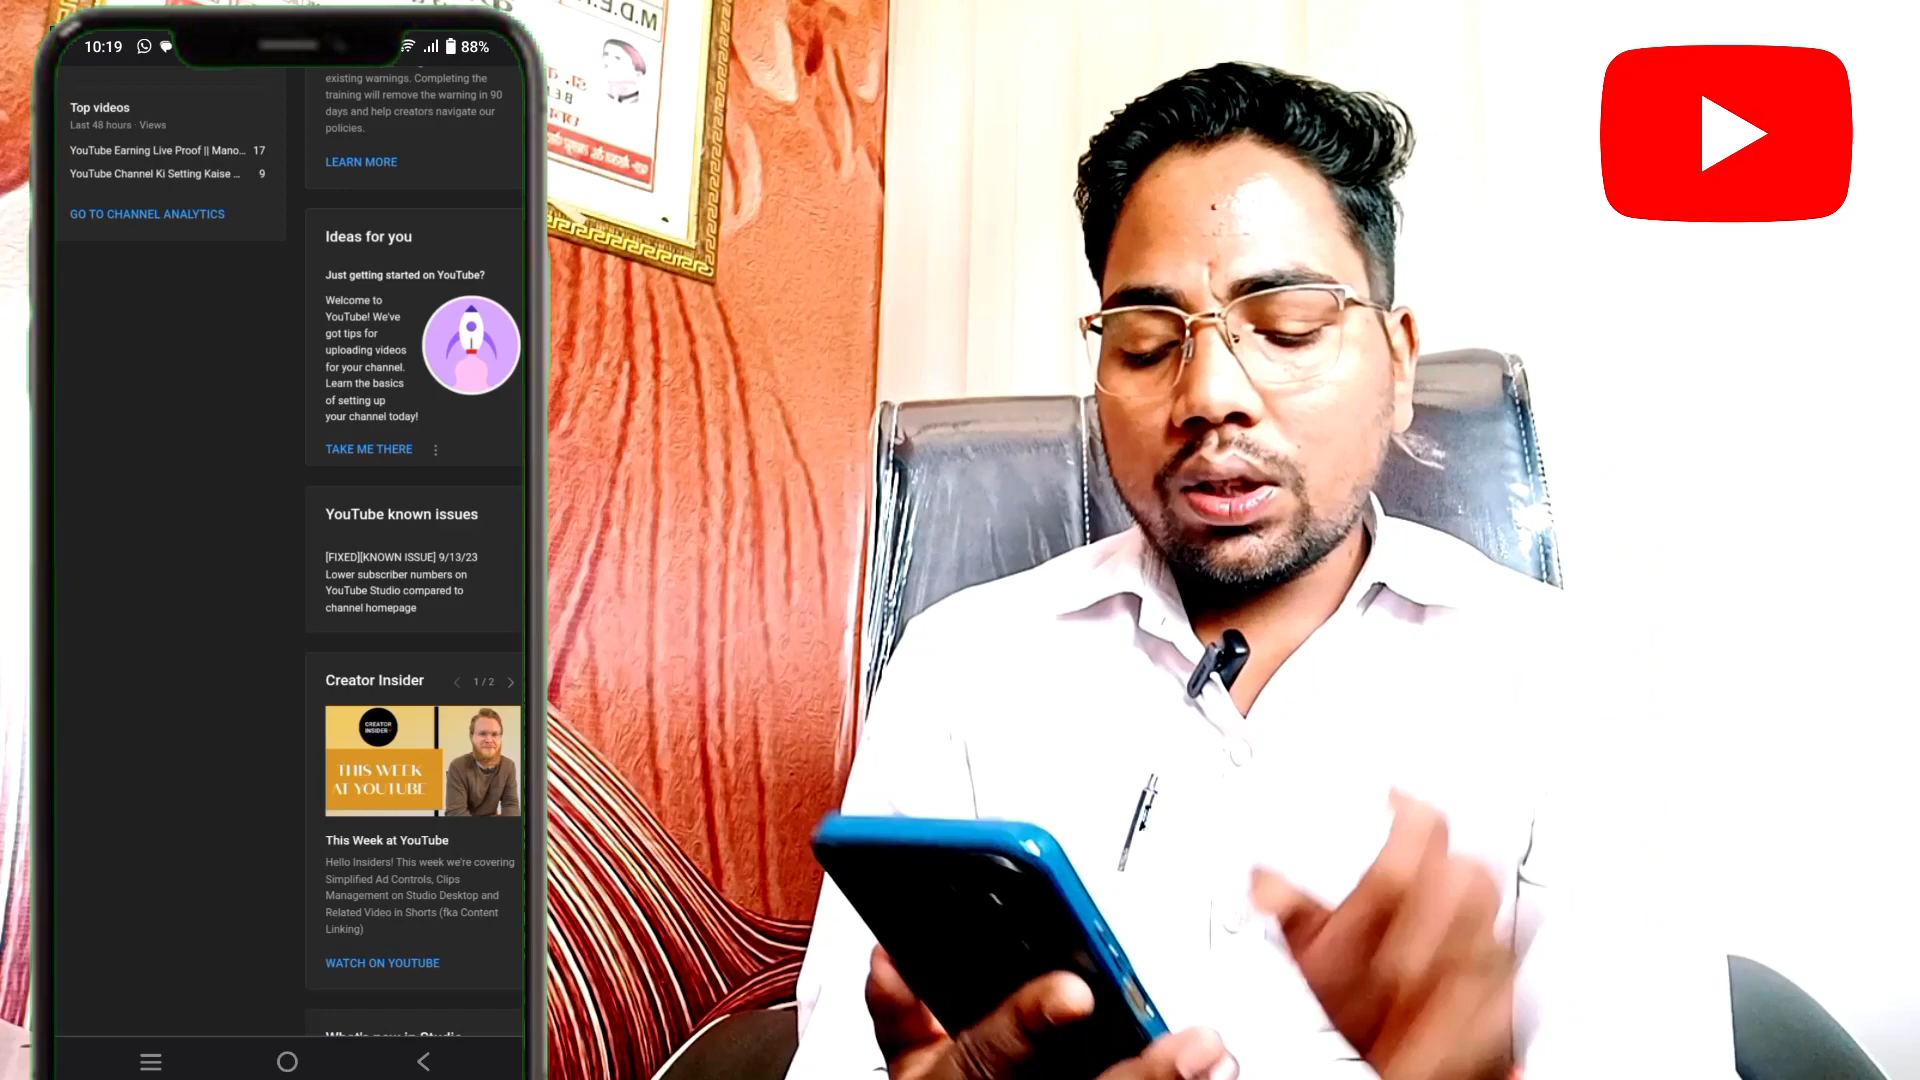 10:19
88%
Top videos
Last 48 hours · Views
YouTube Earning Live Proof || Mano... 17
YouTube Channel Ki Setting Kaise ... 9
GO TO CHANNEL ANALYTICS
existing warnings. Completing the
training will remove the warning in 90
days and help creators navigate our
policies.
LEARN MORE
Ideas for you
Just getting started on YouTube?
Welcome to
YouTube! We've
got tips for
uploading videos
for your channel.
Learn the basics
of setting up
your channel today!
TAKE ME THERE
YouTube known issues
[FIXED][KNOWN ISSUE] 9/13/23
Lower subscriber numbers on
YouTube Studio compared to
channel homepage
Creator Insider
1 / 2
CREATOR
INSIDER
THIS WEEK
AT YOUTUBE
This Week at YouTube
Hello Insiders! This week we're covering
Simplified Ad Controls, Clips
Management on Studio Desktop and
Related Video in Shorts (fka Content
Linking)
WATCH ON YOUTUBE
What's new in Studio